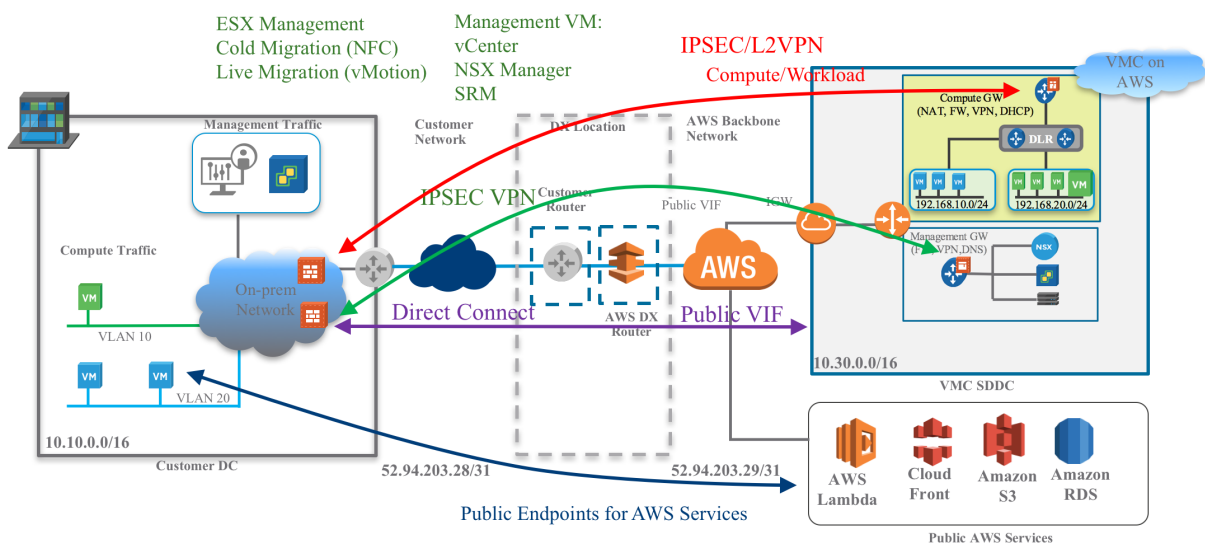 ESX Management
Cold Migration (NFC)
Live Migration (vMotion)
Management VM:
vCenter
NSX Manager
SRM
IPSEC/L2VPN
Compute/Workload
VMC on
AWS
Management Traffic
Customer
Network
DX Location
AWS Backbone
Network
Compute GW
(NAT, FW, VPN, DHCP)
DLR
VM
VM
VM
VM
VM
VM
VM
192.168.10.0/24
192.168.20.0/24
IPSEC VPN
Customer
Router
Public VIF
IGW
Management GW
VPN,DNS)
NSX
Compute Traffic
On-prem
Network
AWS
VM
VLAN 10
Direct Connect
AWS DX
Router
Public VIF
VM
VM
VLAN 20
10.30.0.0/16
VMC SDDC
10.10.0.0/16
Customer DC
52.94.203.28/31
52.94.203.29/31
AWS
Lambda
Cloud
Front
Amazon
S3
Amazon
RDS
Public Endpoints for AWS Services
Public AWS Services